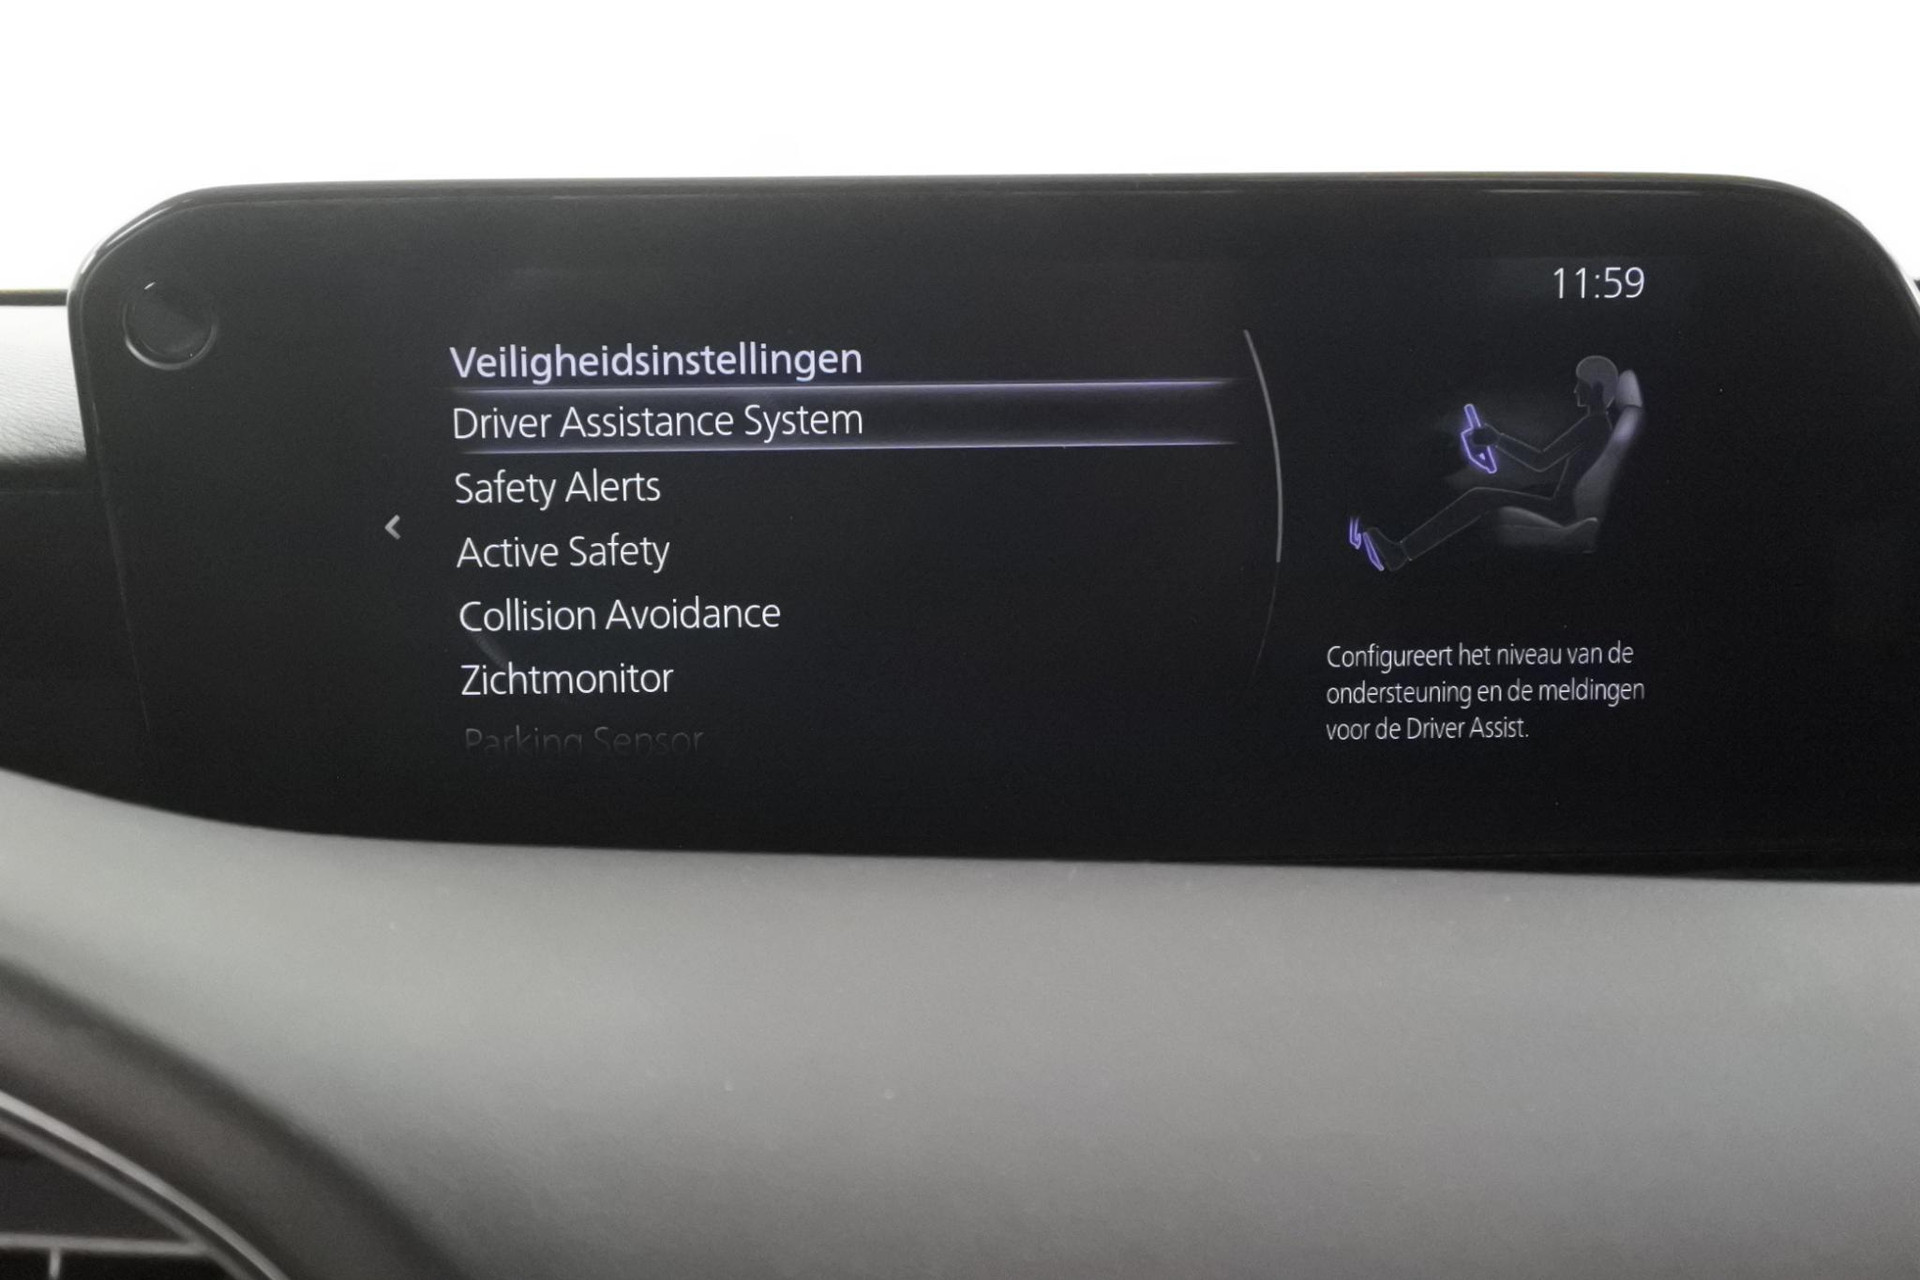 11:59
Veiligheidsinstellingen
Driver Assistance System
Safety Alerts
Active Safety
Collision Avoidance
Zichtmonitor
Parking Sensor
Configureert het niveau van de
ondersteuning en de meldingen
voor de Driver Assist.